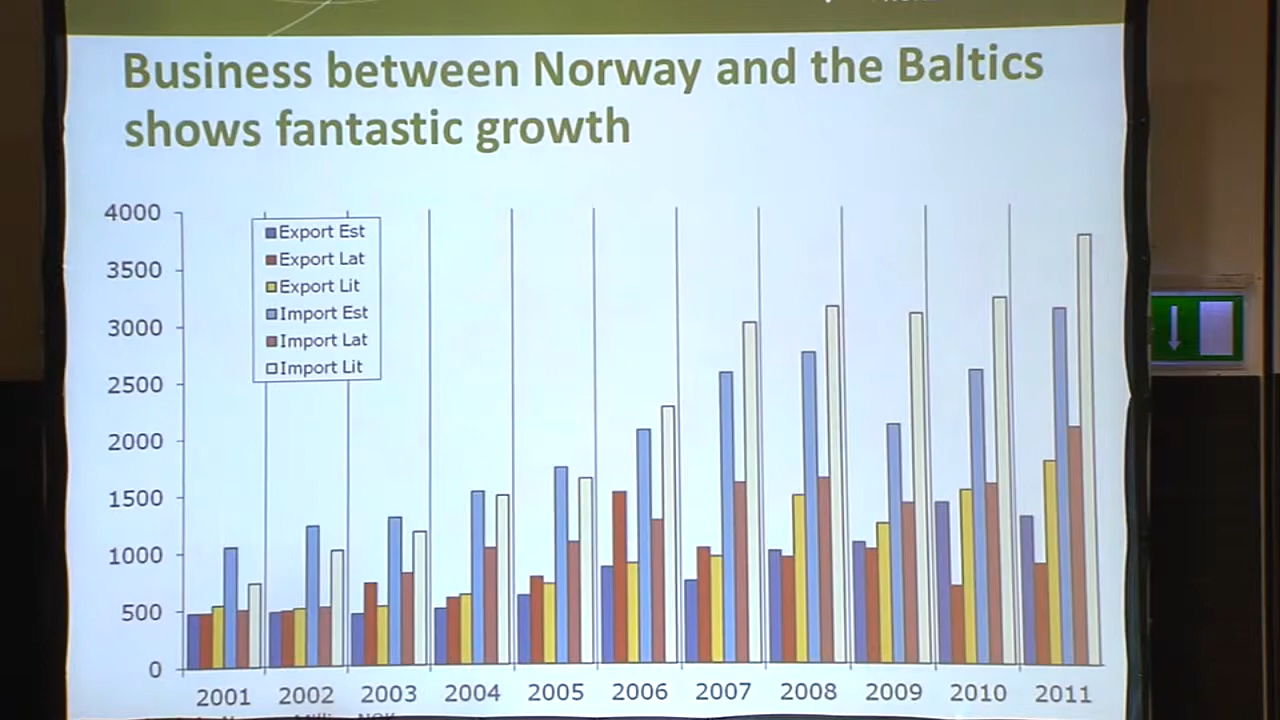 Business between Norway and the Baltics
shows fantastic growth
4000
3500
3000
2500
2000
1500
1000
500
0
Export Est
Export Lat
Export Lit
Import Est
Import Lat
Import Lit
2001 2002 2003 2004 2005 2006 2007 2008 2009 2010 2011